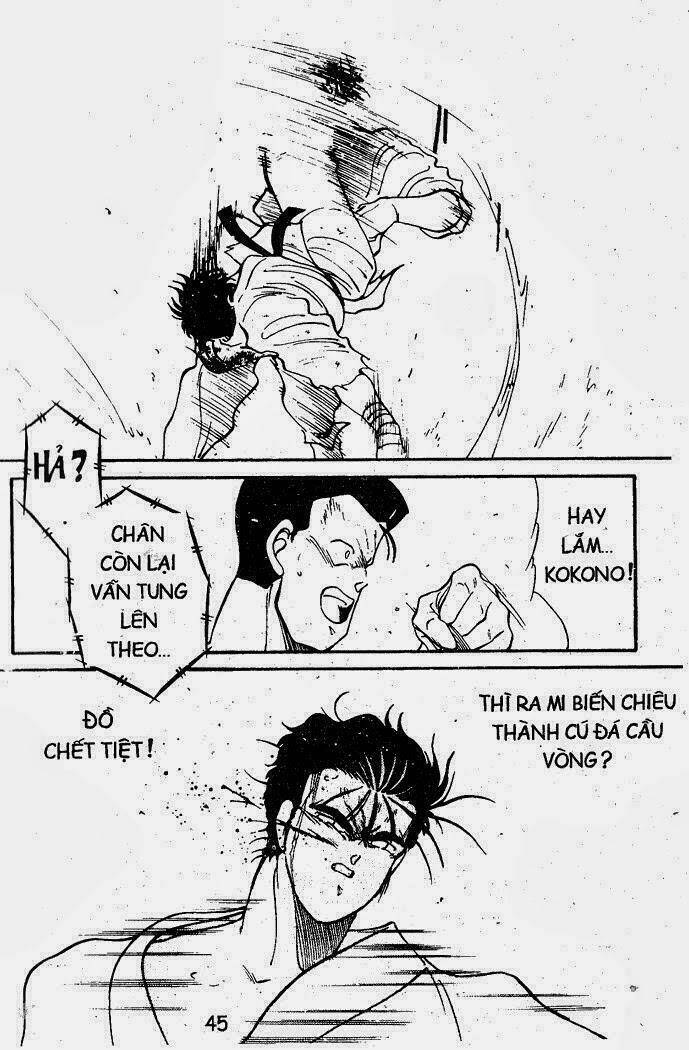 HẢ?
CHÂN
CÒN LẠI
VẪN TUNG
LÊN
THEO...
HAY
LẮM...
KOKONO!
THÌ RA MI BIẾN CHIÊU
THÀNH CÚ ĐÁ CẦU
VÒNG?
ĐỒ
CHẾT TIỆT!
45